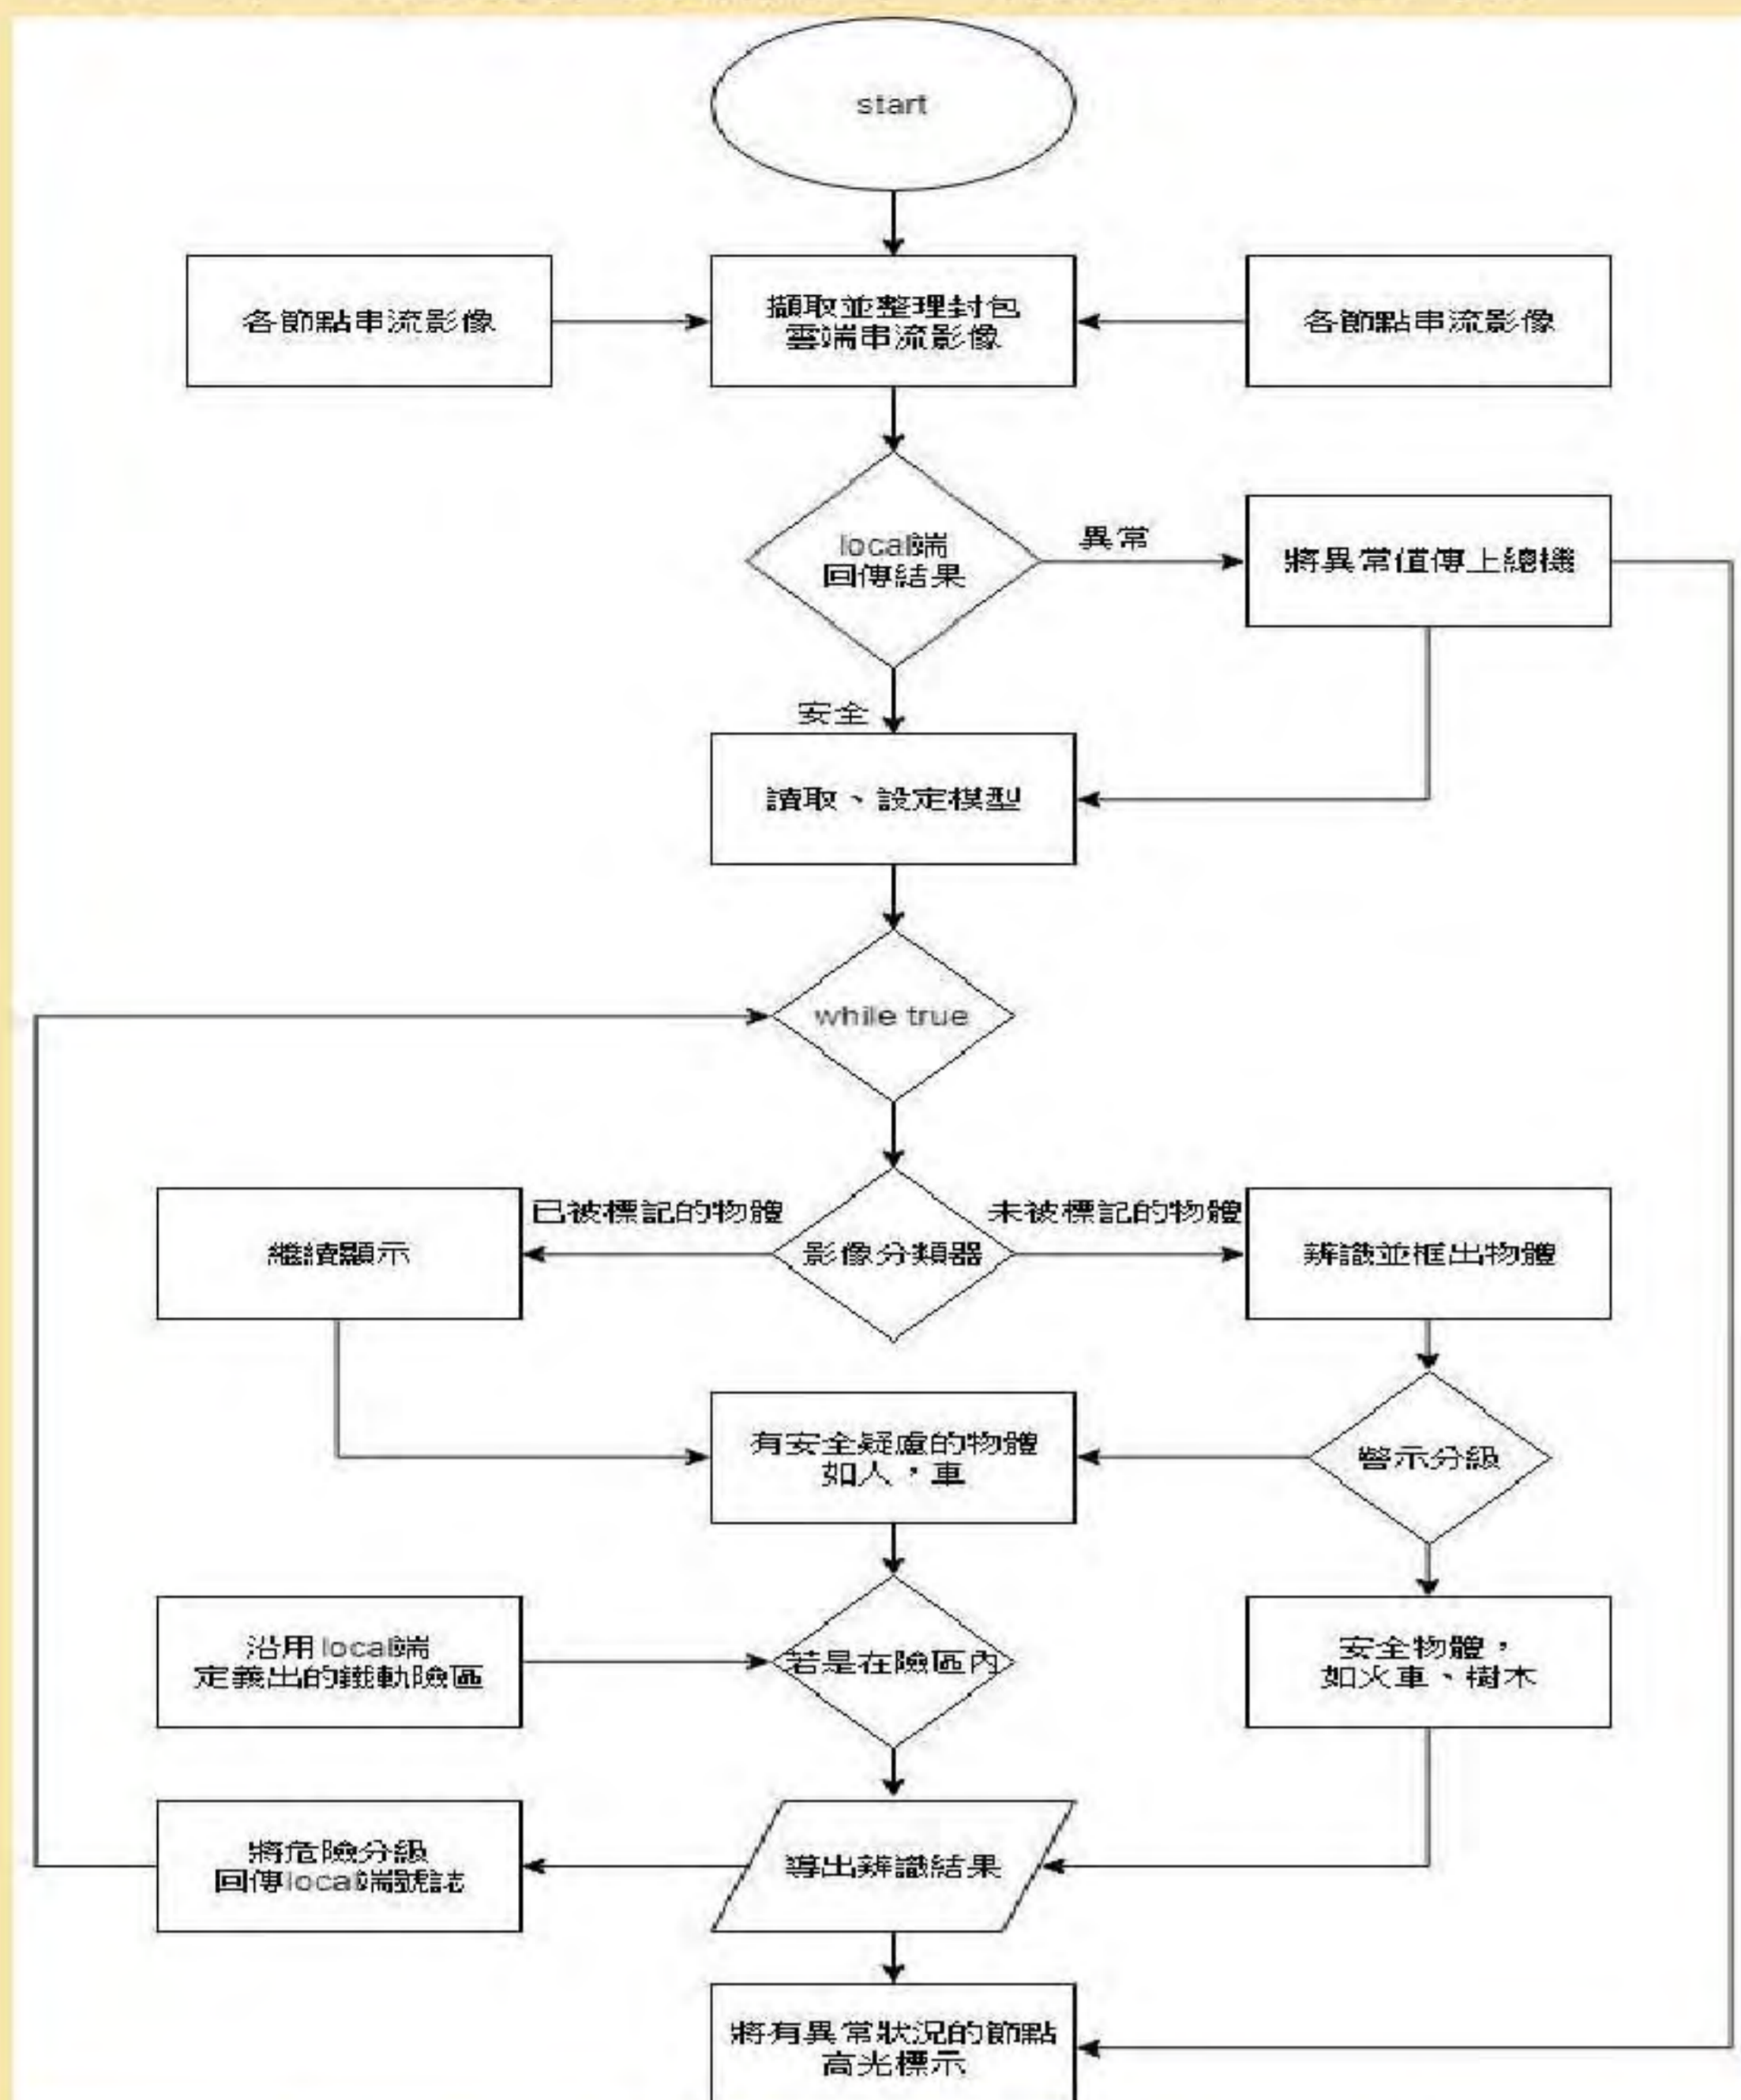 start
各節點串流影像
擷取並整理封包
雲端串流影像
各節點串流影像
local端
回傳結果
異常
將異常值傳上總機
安全
讀取、設定模型
while true
已被標記的物體
未被標記的物體
繼續顯示
影像分類器
辨識並框出物體
有安全疑慮的物體
如人，車
警示分級
沿用local端
定義出的鐵軌險區
若是在險區內
安全物體，
如火車、樹木
將危險分級
回傳local端號誌
導出辨識結果
將有異常狀況的節點
高光標示